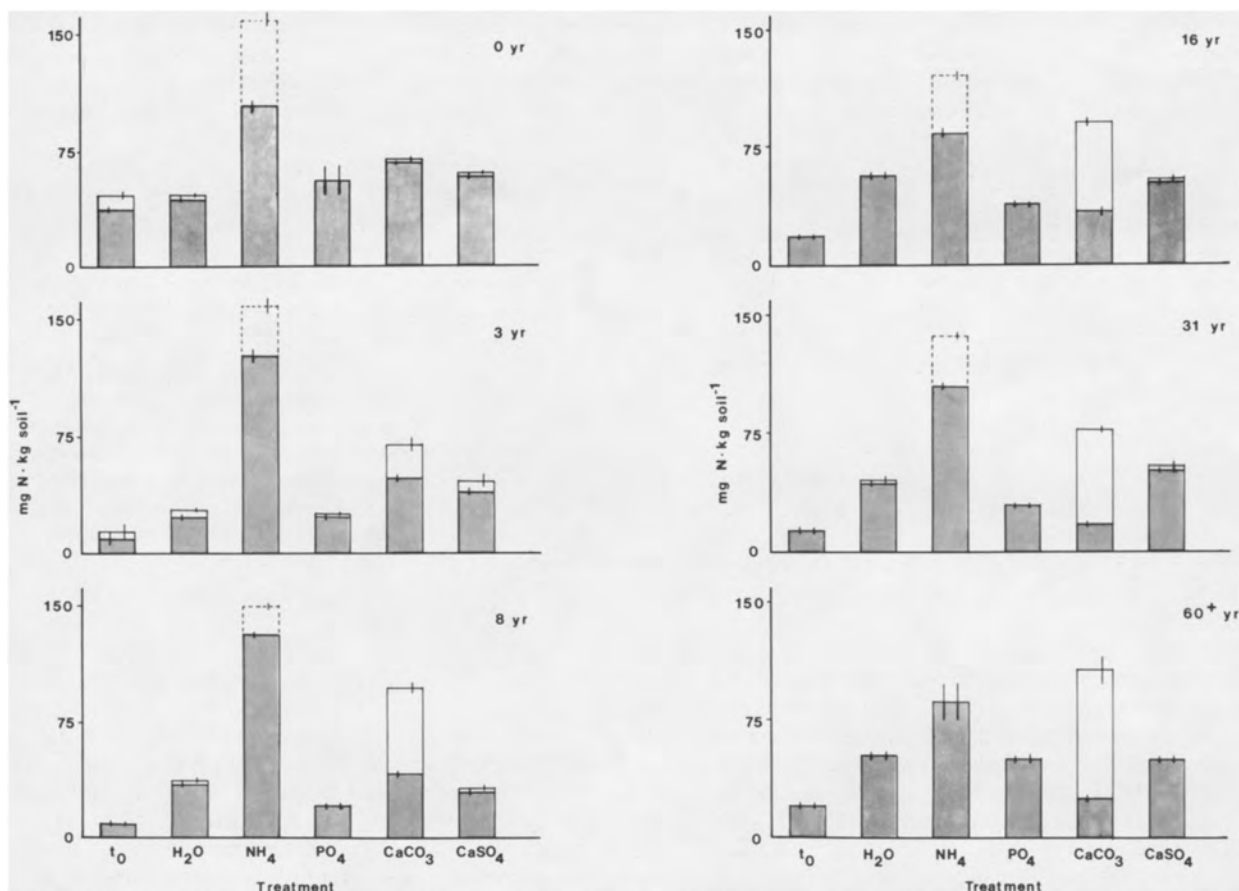 0 yr
150
75
0
3 yr
150
75
0
mg N · kg soil⁻¹
8 yr
150
75
0
t₀ H₂O NH₄ PO₄ CaCO₃ CaSO₄
Treatment
16 yr
150
75
0
31 yr
150
75
0
mg N · kg soil⁻¹
60⁺ yr
150
75
0
t₀ H₂O NH₄ PO₄ CaCO₃ CaSO₄
Treatment